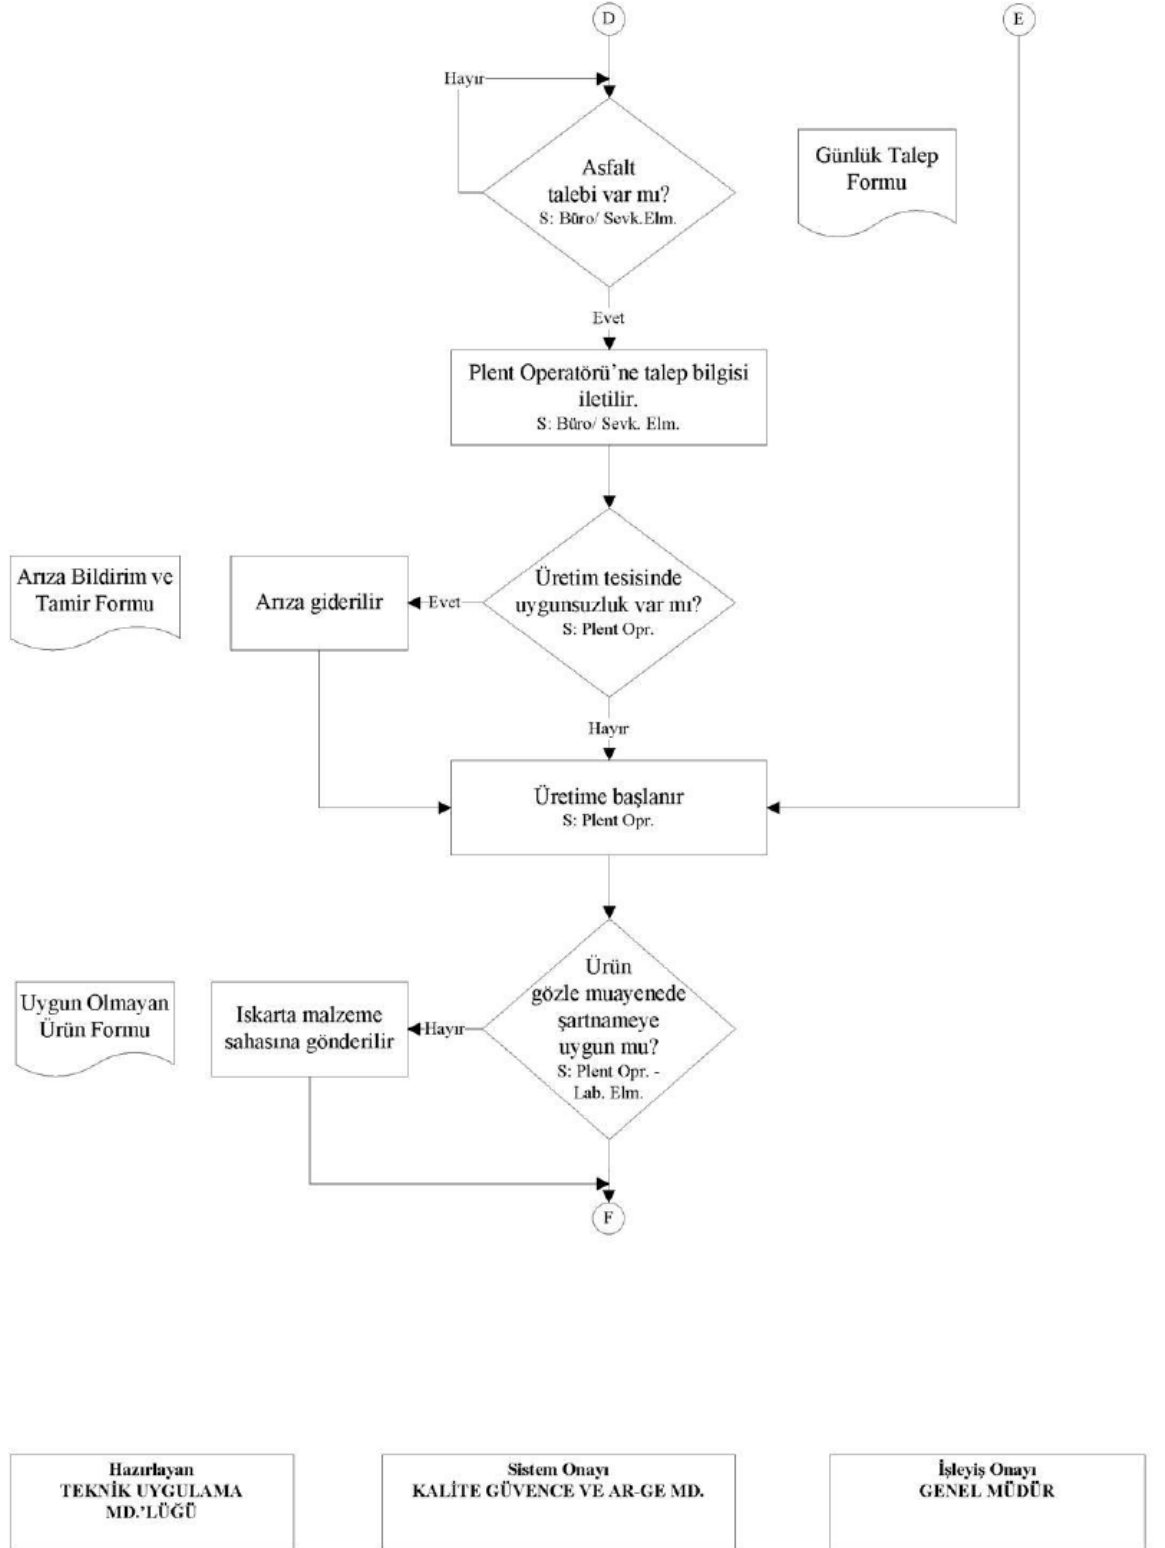 D
E
Hayır
Asfalt
talebi var mı?
S: Büro/ Sevk.Elm.
Günlük Talep
Formu
Evet
Plent Operatörü’ne talep bilgisi
iletilir.
S: Büro/ Sevk. Elm.
Arıza Bildirim ve
Tamir Formu
Arıza giderilir
Evet
Üretim tesisinde
uygunsuzluk var mı?
S: Plent Opr.
Hayır
Üretime başlanır
S: Plent Opr.
Uygun Olmayan
Ürün Formu
Iskarta malzeme
sahasına gönderilir
Hayır
Ürün
gözle muayenede
şartnameye
uygun mu?
S: Plent Opr. -
Lab. Elm.
F
Hazırlayan
TEKNİK UYGULAMA
MD.’LÜĞÜ
Sistem Onayı
KALİTE GÜVENCE VE AR-GE MD.
İşleyiş Onayı
GENEL MÜDÜR